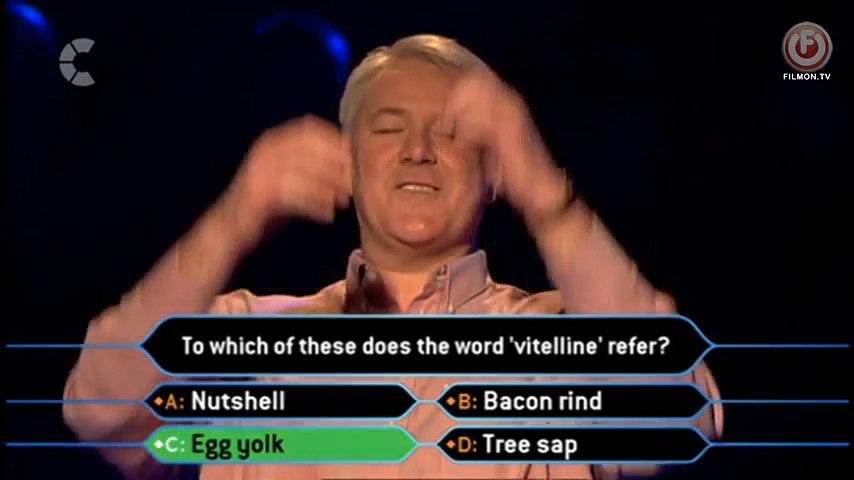 FILMON.TV
To which of these does the word 'vitelline' refer?
A: Nutshell
B: Bacon rind
C: Egg yolk
D: Tree sap